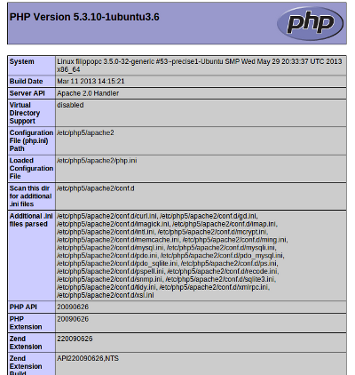 PHP Version 5.3.10-1ubuntu3.6
php
System
Linux filippopc 3.5.0-32-generic #53~precise1-Ubuntu SMP Wed May 29 20:33:37 UTC 2013
x86_64
Build Date
Mar 11 2013 14:15:21
Server API
Apache 2.0 Handler
Virtual
Directory
Support
disabled
Configuration
File (php.ini)
Path
/etc/php5/apache2
Loaded
Configuration
File
/etc/php5/apache2/php.ini
Scan this dir
for additional
.ini files
/etc/php5/apache2/conf.d
Additional .ini
files parsed
/etc/php5/apache2/conf.d/curl.ini, /etc/php5/apache2/conf.d/gd.ini,
/etc/php5/apache2/conf.d/imagick.ini, /etc/php5/apache2/conf.d/imap.ini,
/etc/php5/apache2/conf.d/intl.ini, /etc/php5/apache2/conf.d/mcrypt.ini,
/etc/php5/apache2/conf.d/memcache.ini, /etc/php5/apache2/conf.d/ming.ini,
/etc/php5/apache2/conf.d/mysql.ini, /etc/php5/apache2/conf.d/mysqli.ini,
/etc/php5/apache2/conf.d/pdo.ini, /etc/php5/apache2/conf.d/pdo_mysql.ini,
/etc/php5/apache2/conf.d/pdo_sqlite.ini, /etc/php5/apache2/conf.d/ps.ini,
/etc/php5/apache2/conf.d/pspell.ini, /etc/php5/apache2/conf.d/recode.ini,
/etc/php5/apache2/conf.d/snmp.ini, /etc/php5/apache2/conf.d/sqlite3.ini,
/etc/php5/apache2/conf.d/tidy.ini, /etc/php5/apache2/conf.d/xmlrpc.ini,
/etc/php5/apache2/conf.d/xsl.ini
PHP API
20090626
PHP
Extension
20090626
Zend
Extension
220090626
Zend
Extension
Build
API220090626,NTS